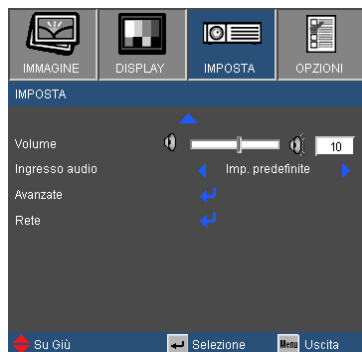 IMMAGINE DISPLAY IMPOSTA OPZIONI
IMPOSTA
Volume 10
Ingresso audio Imp. predefinite
Avanzate
Rete
Su Giù Selezione Menu Uscita